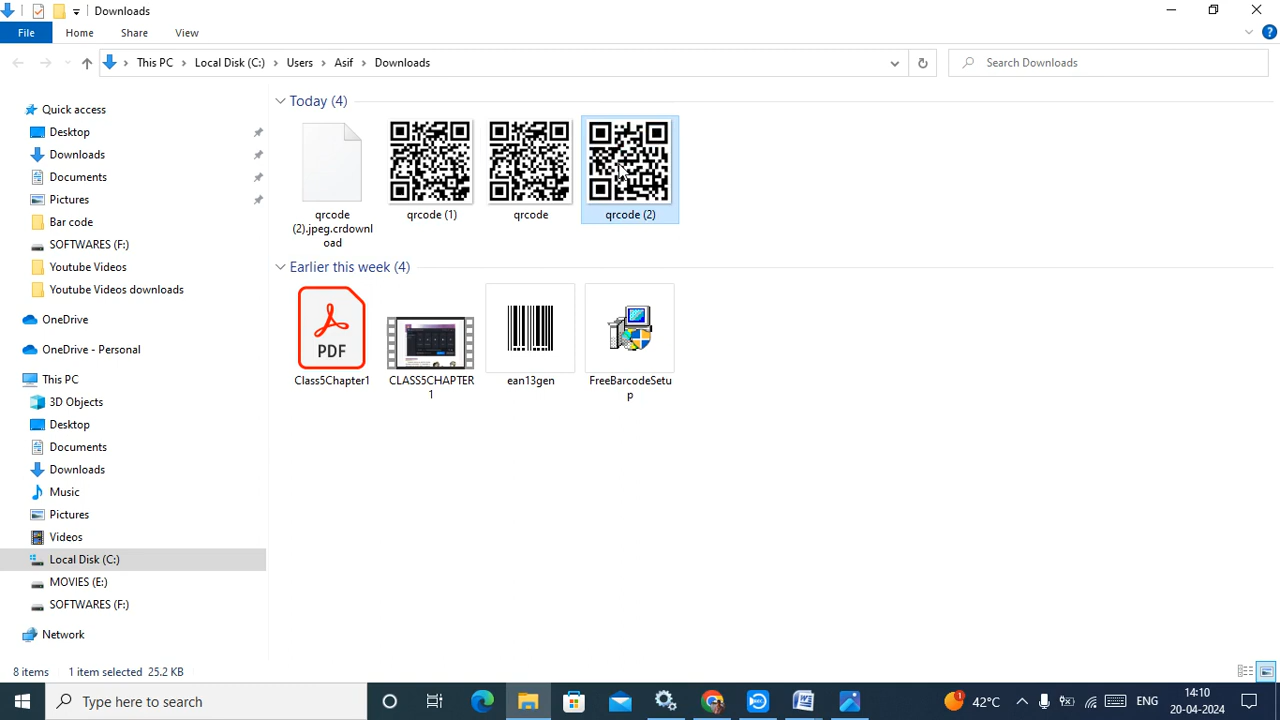 Downloads
File
Home
Share
View
This PC
Local Disk (C:)
Users
Asif
Downloads
Search Downloads
Quick access
Desktop
Downloads
Documents
Pictures
Bar code
SOFTWARES (F:)
Youtube Videos
Youtube Videos downloads
OneDrive
OneDrive - Personal
This PC
3D Objects
Desktop
Documents
Downloads
Music
Pictures
Videos
Local Disk (C:)
MOVIES (E:)
SOFTWARES (F:)
Network
Today (4)
qrcode
(2).jpeg.crdownl
oad
qrcode (1)
qrcode
qrcode (2)
Earlier this week (4)
PDF
Class5Chapter1
CLASS5CHAPTER
1
ean13gen
FreeBarcodeSetu
p
8 items
1 item selected 25.2 KB
Type here to search
1
42°C
ENG
14:10
20-04-2024